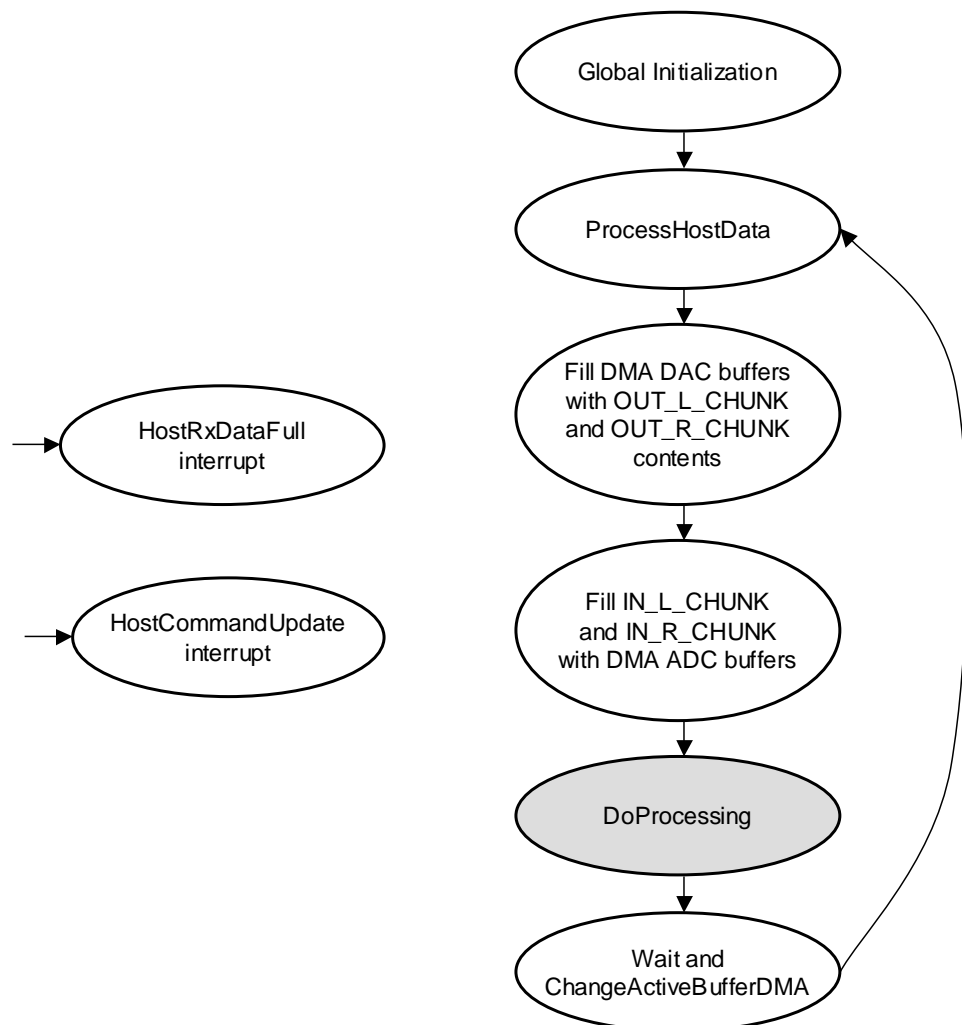 Global Initialization
ProcessHostData
Fill DMA DAC buffers
with OUT_L_CHUNK
and OUT_R_CHUNK
contents
HostRxDataFull
interrupt
Fill IN_L_CHUNK
and IN_R_CHUNK
with DMA ADC buffers
HostCommandUpdate
interrupt
DoProcessing
Wait and
ChangeActiveBufferDMA